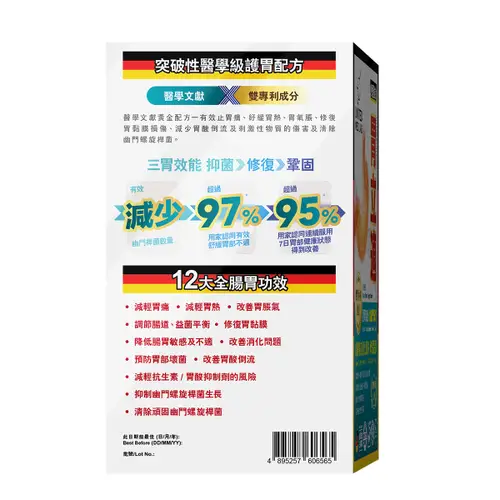 突破性醫學級護胃配方
醫學文獻 X 雙專利成分
醫學文獻黃金配方一有效止胃痛、紓緩胃熱、胃氣脹、修復
胃黏膜損傷、減少胃酸倒流及刺激性物質的傷害及清除
幽門螺旋桿菌。
三胃效能 抑菌 修復 鞏固
有效
減少
幽門桿菌數量
超過
97%
用家認同有效
舒緩胃部不適
超過
95%
用家認同連續服用
7日胃部健康狀態
得到改善
12大全腸胃功效
• 減輕胃痛 • 減輕胃熱 • 改善胃脹氣
• 調節腸道、益菌平衡 • 修復胃黏膜
• 降低腸胃敏感及不適 • 改善消化問題
• 預防胃部壞菌 • 改善胃酸倒流
• 減輕抗生素 / 胃酸抑制劑的風險
• 抑制幽門螺旋桿菌生長
• 清除頑固幽門螺旋桿菌
此日期前最佳 (日/月/年):
Best Before (DD/MM/YY):
批號/Lot No.:
4 895257 606565